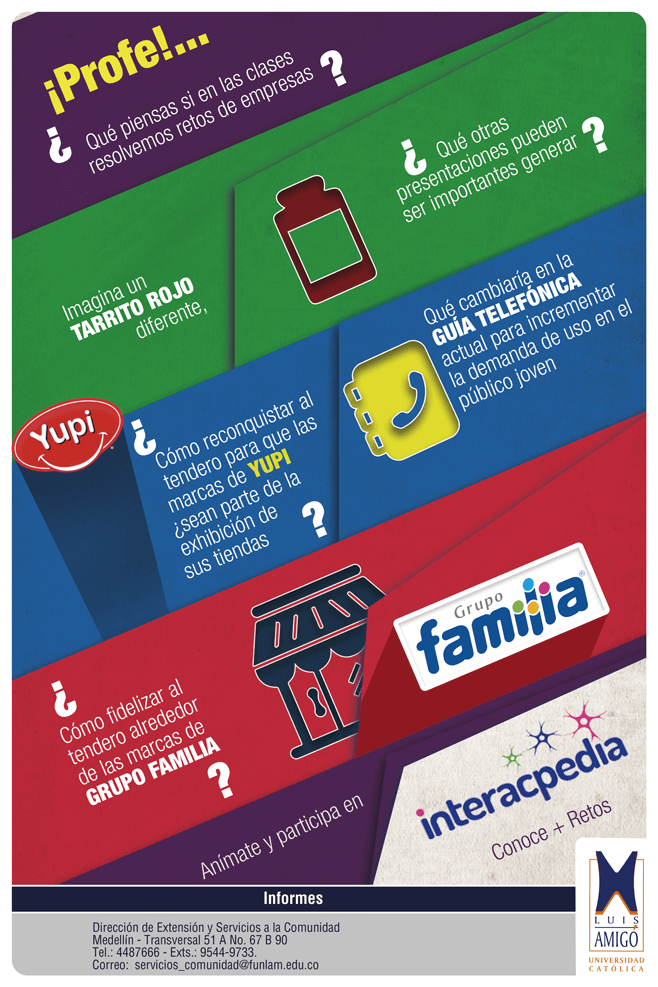 ¡Profe!...
¿ Qué piensas si en las clases
resolvemos retos de empresas ?
¿ Qué otras
presentaciones pueden
ser importantes generar ?
Imagina un
TARRITO ROJO
diferente,
Qué cambiaría en la
GUÍA TELEFÓNICA
actual para incrementar
la demanda de uso en el
público joven
Yupi
¿ Cómo reconquistar al
tendero para que las
marcas de YUPI
¿sean parte de la
exhibición de
sus tiendas ?
Grupo
familia®
¿ Cómo fidelizar al
tendero alrededor
de las marcas de
GRUPO FAMILIA ?
Anímate y participa en
interacpedia
Conoce + Retos
Informes
Dirección de Extensión y Servicios a la Comunidad
Medellín - Transversal 51 A No. 67 B 90
Tel.: 4487666 - Exts.: 9544-9733.
Correo: servicios_comunidad@funlam.edu.co
LUIS
AMIGÓ
UNIVERSIDAD
CATÓLICA